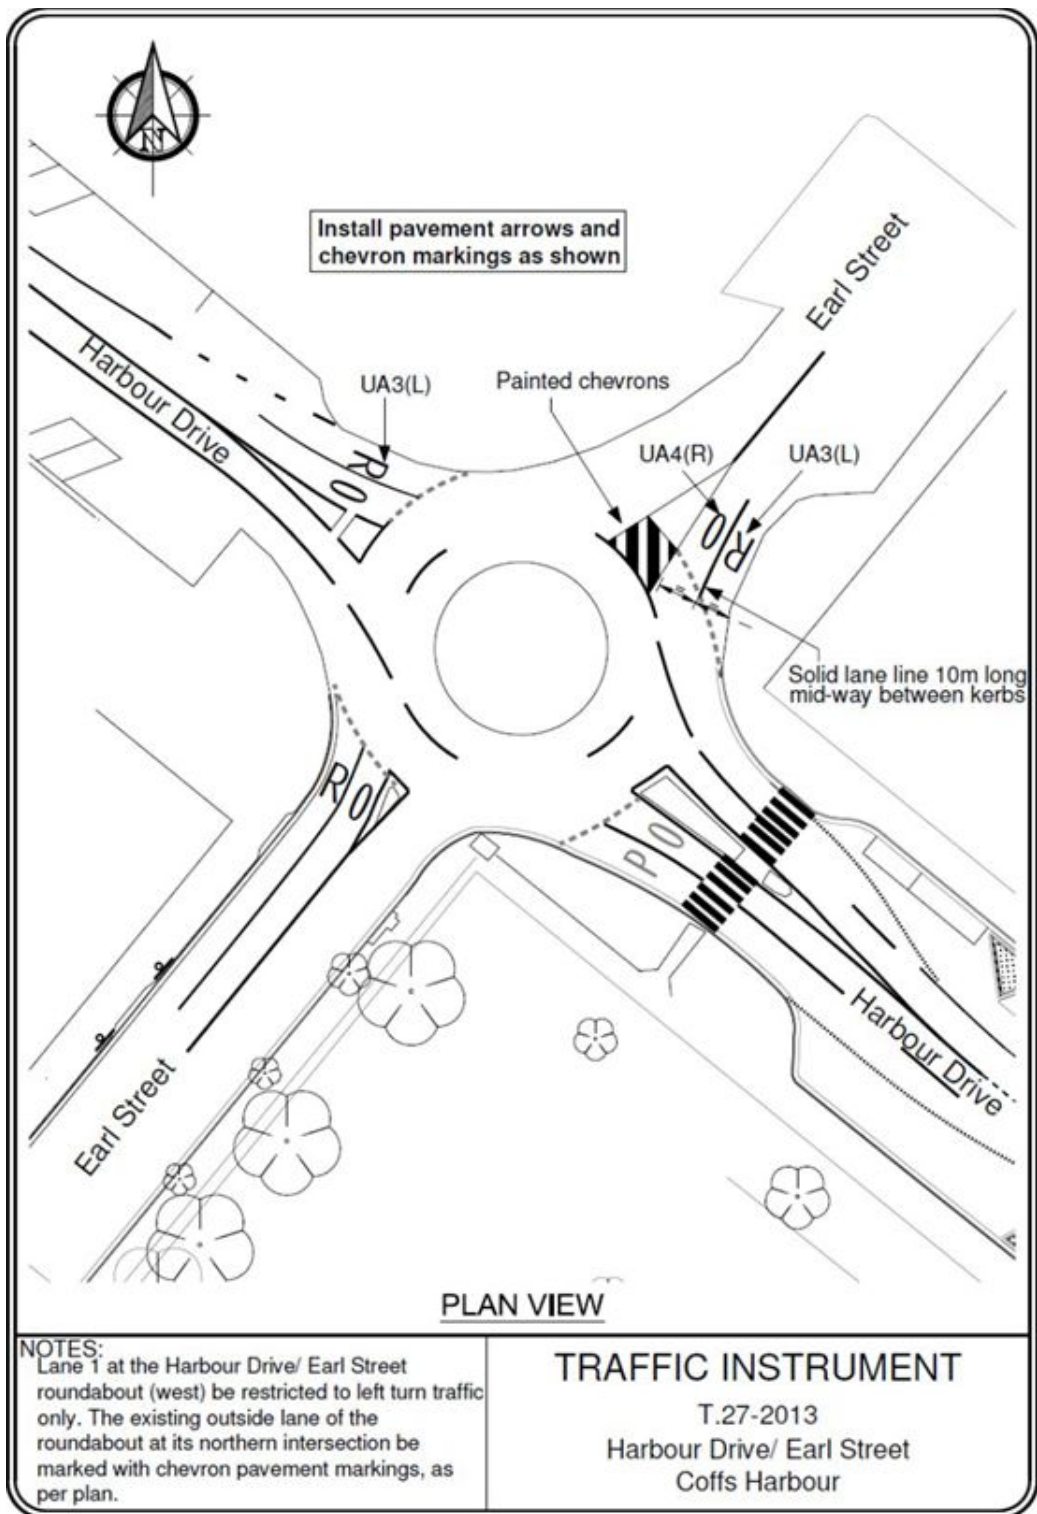 N
Install pavement arrows and
chevron markings as shown
Earl Street
Harbour Drive
UA3(L)
Painted chevrons
UA4(R)
UA3(L)
Solid lane line 10m long
mid-way between kerbs
Harbour Drive
Earl Street
PLAN VIEW
NOTES:
Lane 1 at the Harbour Drive/ Earl Street
roundabout (west) be restricted to left turn traffic
only. The existing outside lane of the
roundabout at its northern intersection be
marked with chevron pavement markings, as
per plan.
TRAFFIC INSTRUMENT
T.27-2013
Harbour Drive/ Earl Street
Coffs Harbour